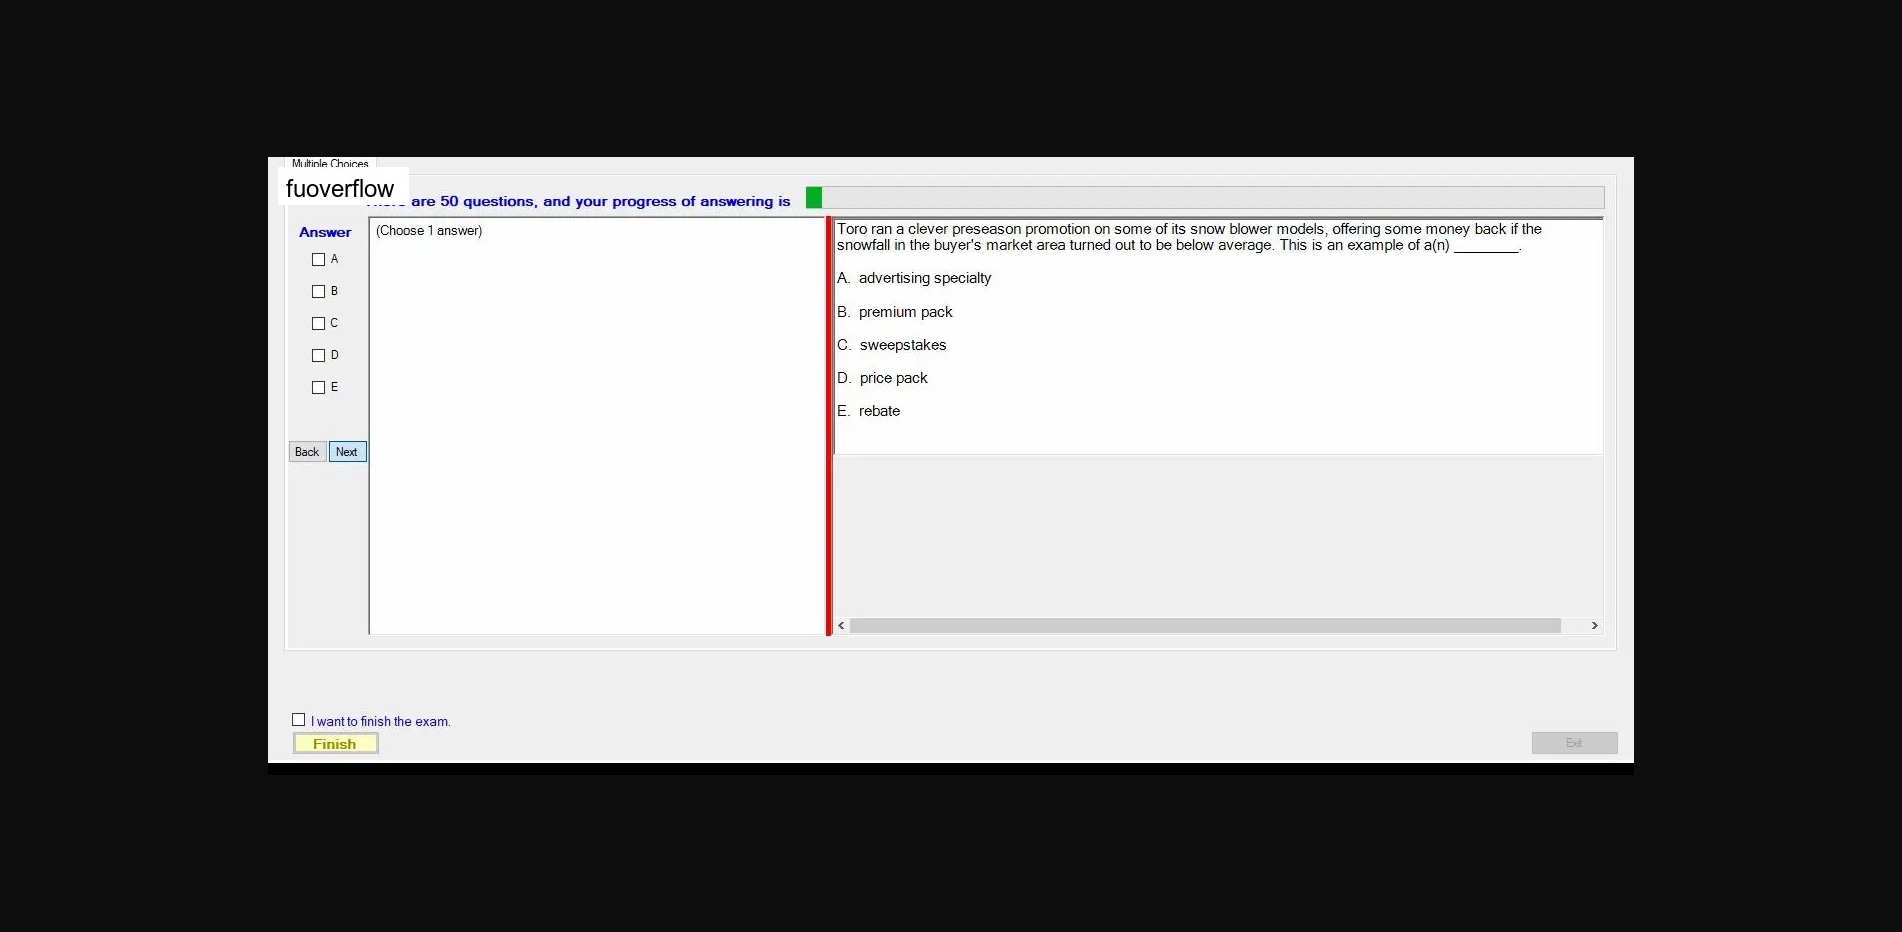 Multiple Choices
fuoverflow
are 50 questions, and your progress of answering is
Answer
(Choose 1 answer)
A
B
C
D
E
Back Next
Toro ran a clever preseason promotion on some of its snow blower models, offering some money back if the
snowfall in the buyer's market area turned out to be below average. This is an example of a(n) ________.
A. advertising specialty
B. premium pack
C. sweepstakes
D. price pack
E. rebate
I want to finish the exam.
Finish
Exit